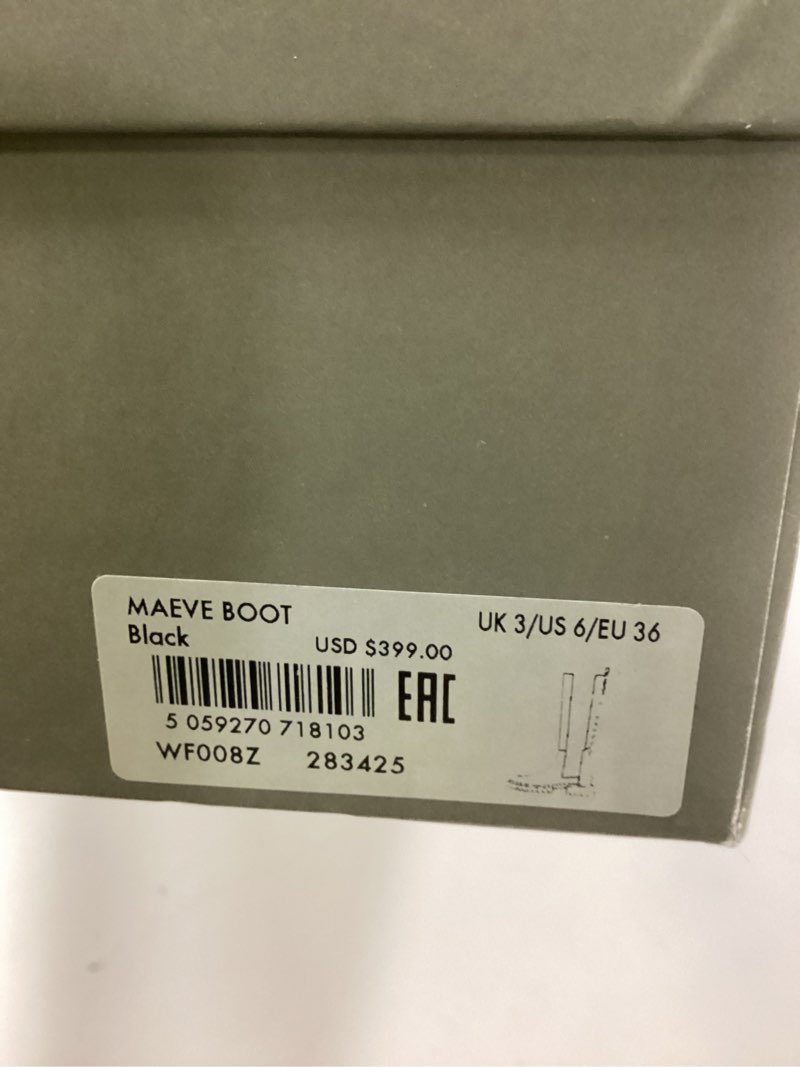 MAEVE BOOT
Black
USD $399.00
UK 3/US 6/EU 36
EAC
5 059270 718103
WF008Z 283425